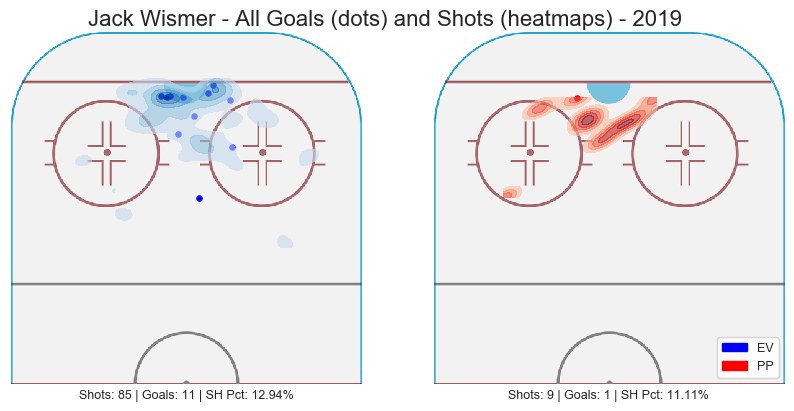 Jack Wismer - All Goals (dots) and Shots (heatmaps) - 2019
EV
PP
Shots: 85 | Goals: 11 | SH Pct: 12.94%
Shots: 9 | Goals: 1 | SH Pct: 11.11%